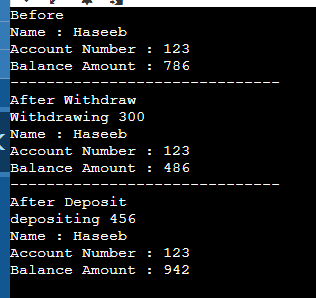 Before
Name : Haseeb
Account Number : 123
Balance Amount : 786
------------------------------
After Withdraw
Withdrawing 300
Name : Haseeb
Account Number : 123
Balance Amount : 486
------------------------------
After Deposit
depositing 456
Name : Haseeb
Account Number : 123
Balance Amount : 942